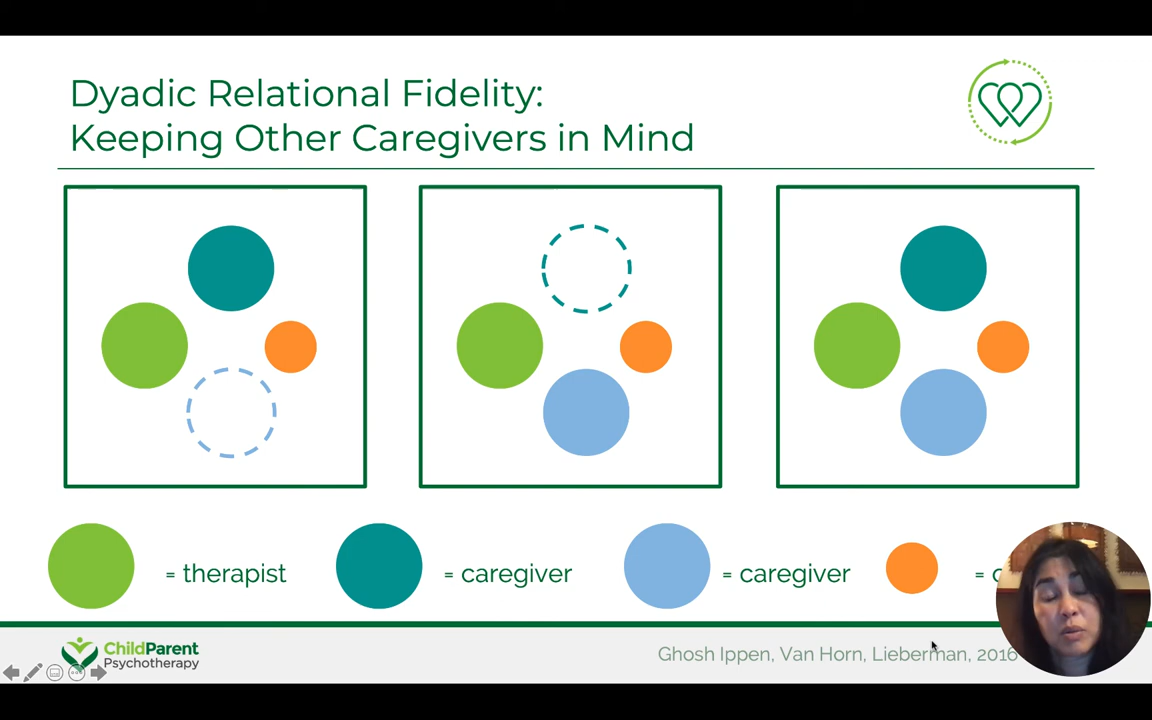 Dyadic Relational Fidelity:
Keeping Other Caregivers in Mind
= therapist
= caregiver
= caregiver
=
ChildParent
Psychotherapy
Ghosh Ippen, Van Horn, Lieberman, 2016